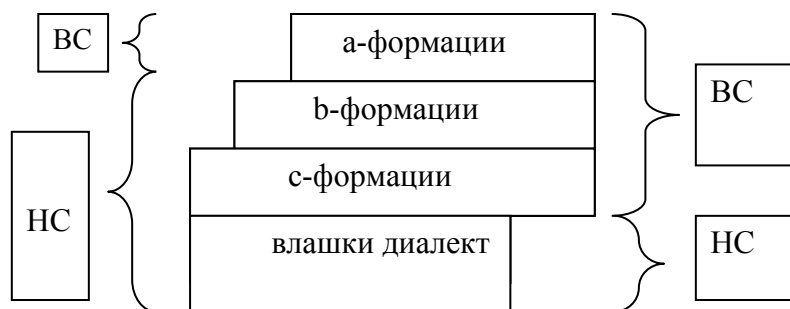 ВС
а-формации
ВС
b-формации
с-формации
НС
НС
влашки диалект